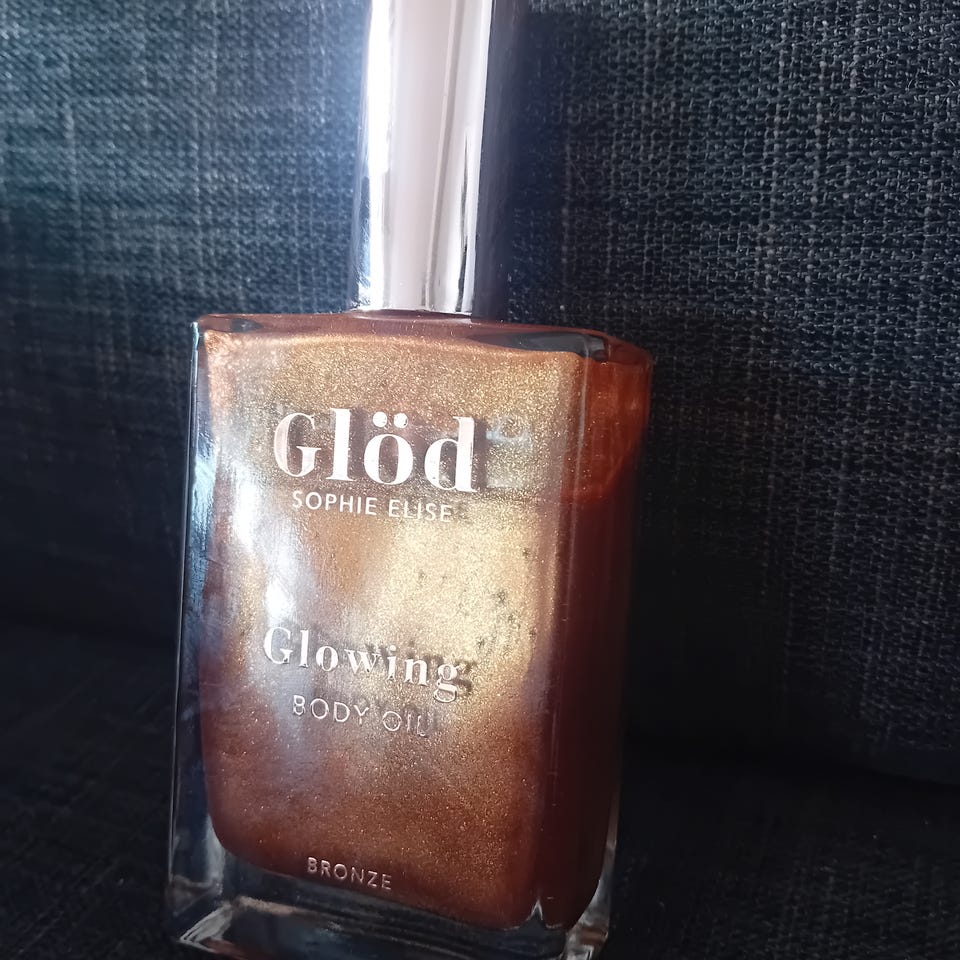 Glöd
SOPHIE ELISE
Glowing
BODY OIL
BRONZE